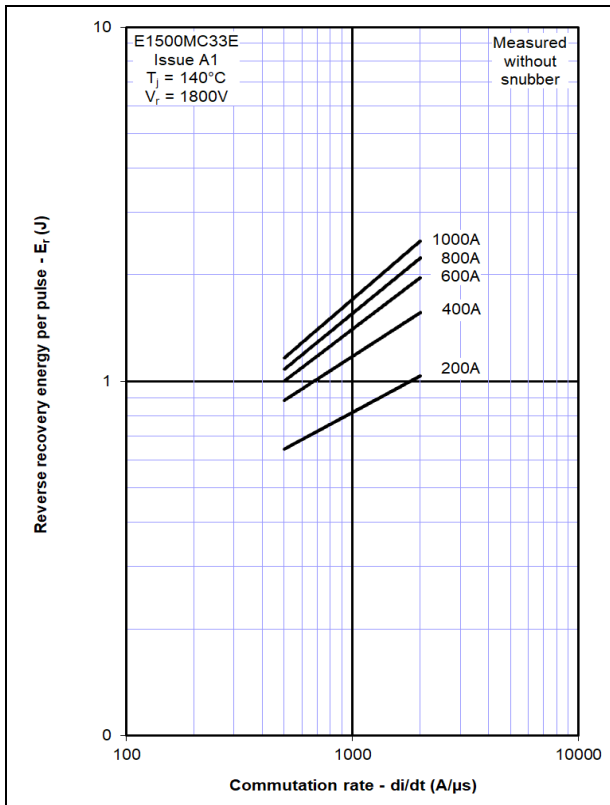 10
E1500MC33E
Issue A1
Tj = 140°C
Vr = 1800V
Measured
without
snubber
1000A
800A
600A
400A
200A
1
0
100
1000
10000
Reverse recovery energy per pulse - Er (J)
Commutation rate - di/dt (A/µs)